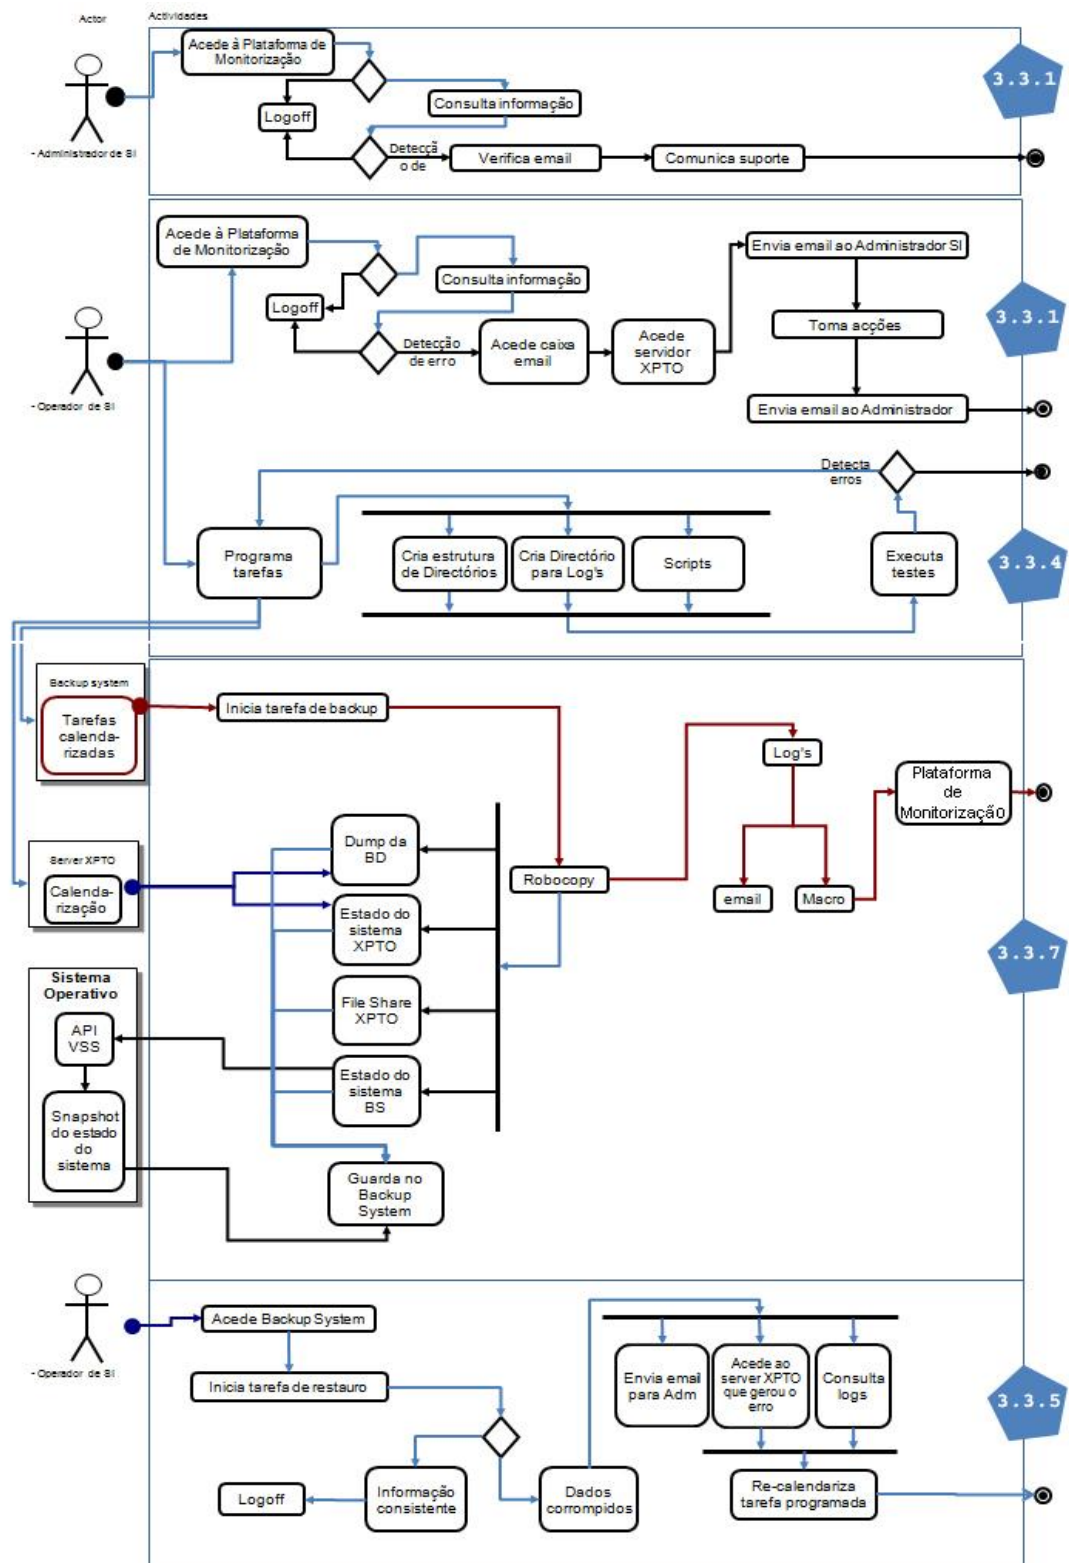 Actor
Actividades
Acede à Plataforma de
Monitorização
3.3.1
Consulta informação
Logoff
Detecçã
o de
Verifica email
Comunica suporte
- Administrador de SI
Acede à Plataforma
de Monitorização
Envia email ao Administrador SI
Consulta informação
Logoff
3.3.1
Toma acções
Detecção
de erro
Acede caixa
email
Acede
servidor
XPTO
- Operador de SI
Envia email ao Administrador
Detecta
erros
Programa
tarefas
Cria estrutura
de Directórios
Cria Directório
para Log's
Scripts
Executa
testes
3.3.4
Backup system
Tarefas
calenda-
rizadas
Inicia tarefa de backup
Log's
Plataforma
de
Monitorização
Dump da
BD
Server XPTO
Calenda-
rização
Robocopy
email
Macro
Estado do
sistema
XPTO
3.3.7
Sistema
Operativo
API
VSS
File Share
XPTO
Estado do
sistema
BS
Snapshot
do estado
do
sistema
Guarda no
Backup
System
Acede Backup System
- Operador de SI
Inicia tarefa de restauro
Envia email
para Adm
Acede ao
server XPTO
que gerou o
erro
Consulta
logs
3.3.5
Logoff
Informação
consistente
Dados
corrompidos
Re-calendariza
tarefa programada